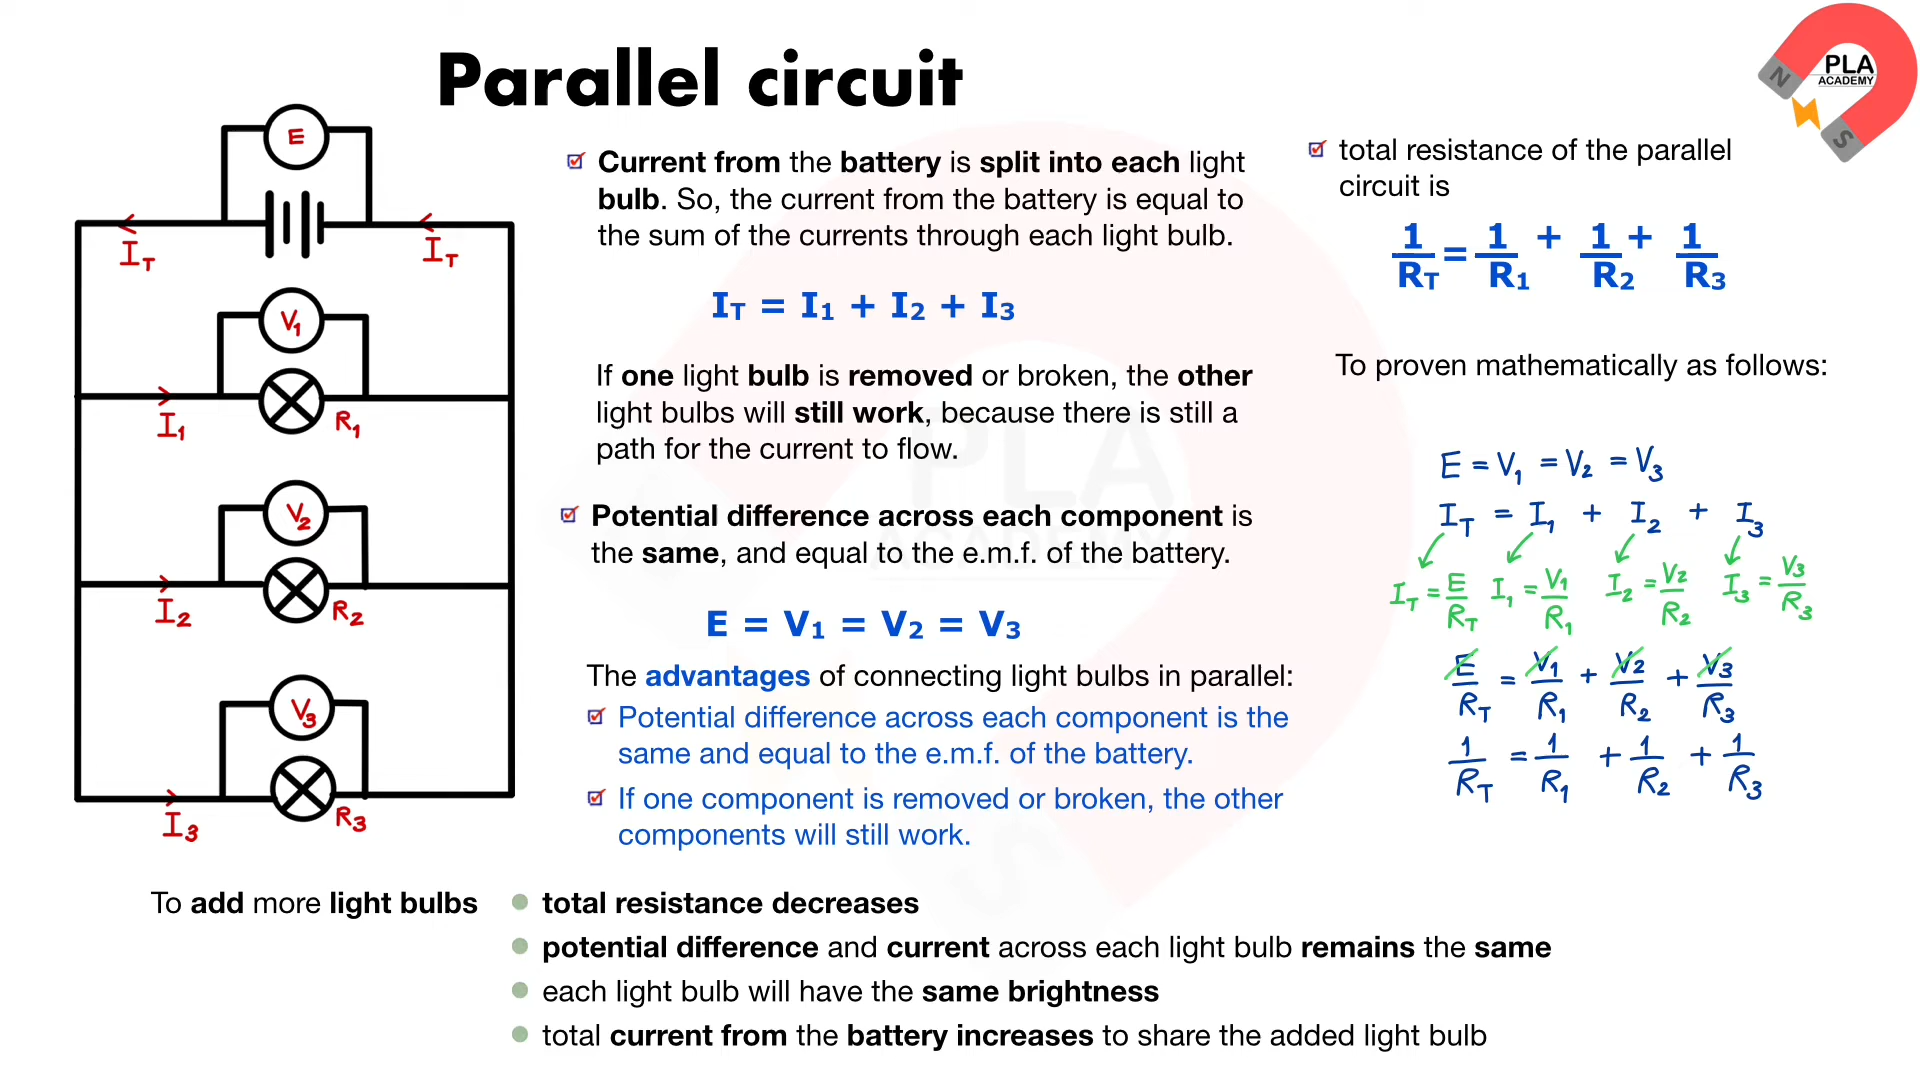 Parallel circuit
PLA
ACADEMY
N
S
E
I_T
I_T
V₁
I₁
R₁
V₂
I₂
R₂
V₃
I₃
R₃
Current from the battery is split into each light
bulb. So, the current from the battery is equal to
the sum of the currents through each light bulb.
I_T = I₁ + I₂ + I₃
If one light bulb is removed or broken, the other
light bulbs will still work, because there is still a
path for the current to flow.
Potential difference across each component is
the same, and equal to the e.m.f. of the battery.
E = V₁ = V₂ = V₃
The advantages of connecting light bulbs in parallel:
Potential difference across each component is the
same and equal to the e.m.f. of the battery.
If one component is removed or broken, the other
components will still work.
total resistance of the parallel
circuit is
1/R_T = 1/R₁ + 1/R₂ + 1/R₃
To proven mathematically as follows:
E = V₁ = V₂ = V₃
I_T = I₁ + I₂ + I₃
I_T = E/R_T I₁ = V₁/R₁ I₂ = V₂/R₂ I₃ = V₃/R₃
E/R_T = V₁/R₁ + V₂/R₂ + V₃/R₃
1/R_T = 1/R₁ + 1/R₂ + 1/R₃
To add more light bulbs
total resistance decreases
potential difference and current across each light bulb remains the same
each light bulb will have the same brightness
total current from the battery increases to share the added light bulb
PLA
ACADEMY
S